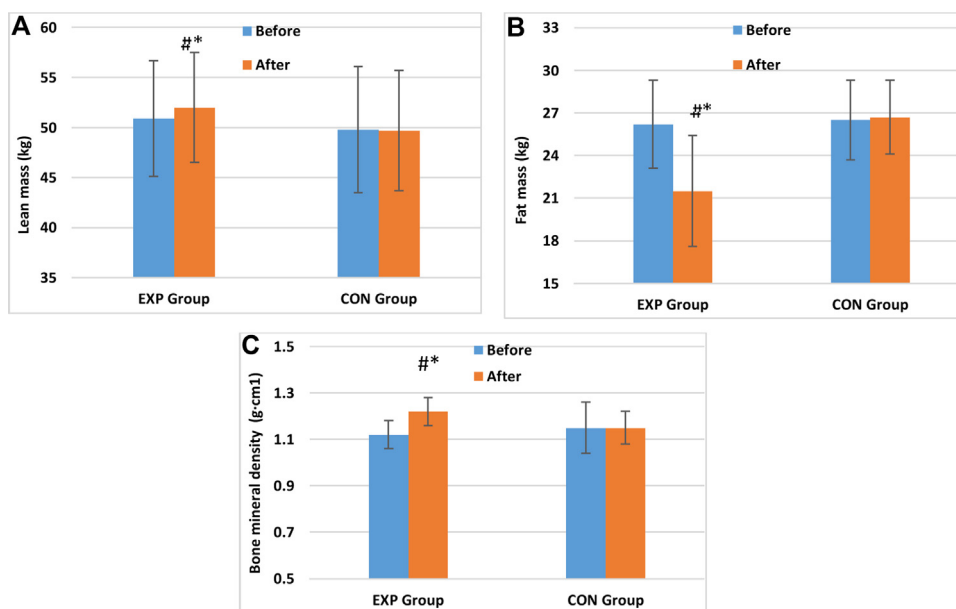 A
60
55
50
45
40
35
Lean mass (kg)
Before
After
#*
EXP Group
CON Group
B
33
30
27
24
21
18
15
Fat mass (kg)
Before
After
#*
EXP Group
CON Group
C
1.5
1.3
1.1
0.9
0.7
0.5
Bone mineral density (g·cm1)
Before
After
#*
EXP Group
CON Group